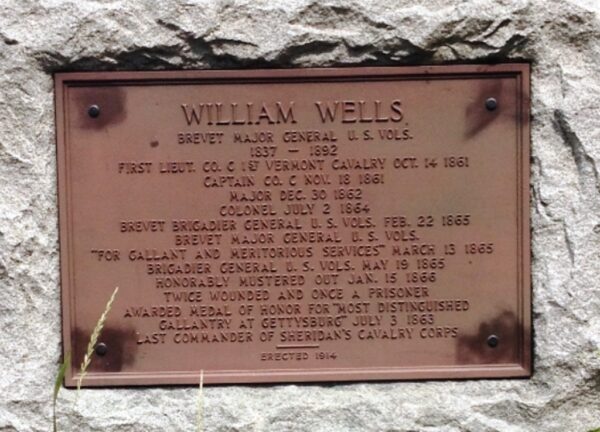 WILLIAM WELLS
BREVET MAJOR GENERAL U. S. VOLS.
1837 — 1892
FIRST LIEUT. CO. C 1ST VERMONT CAVALRY OCT. 14 1861
CAPTAIN CO. C NOV. 18 1861
MAJOR DEC. 30 1862
COLONEL JULY 2 1864
BREVET BRIGADIER GENERAL U. S. VOLS. FEB. 22 1865
BREVET MAJOR GENERAL U. S. VOLS.
"FOR GALLANT AND MERITORIOUS SERVICES" MARCH 13 1865
BRIGADIER GENERAL U. S. VOLS. MAY 19 1865
HONORABLY MUSTERED OUT JAN. 15 1866
TWICE WOUNDED AND ONCE A PRISONER
AWARDED MEDAL OF HONOR FOR "MOST DISTINGUISHED
GALLANTRY AT GETTYSBURG" JULY 3 1863
LAST COMMANDER OF SHERIDAN'S CAVALRY CORPS
ERECTED 1914